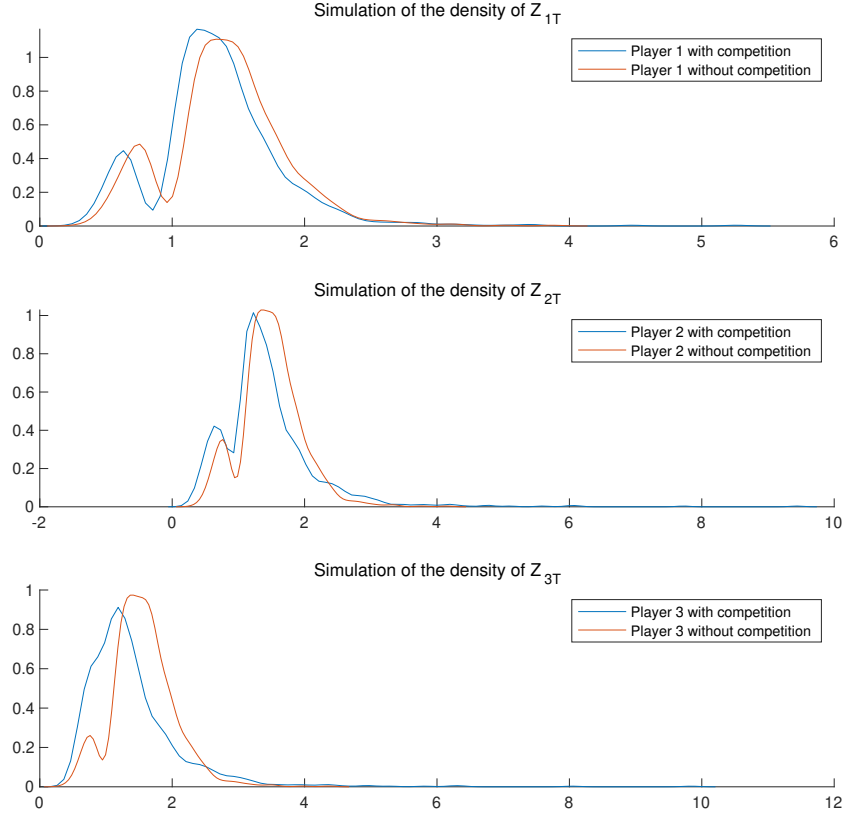 Simulation of the density of Z1T
Player 1 with competition
Player 1 without competition
1
0.8
0.6
0.4
0.2
0
0 1 2 3 4 5 6
Simulation of the density of Z2T
Player 2 with competition
Player 2 without competition
1
0.8
0.6
0.4
0.2
0
-2 0 2 4 6 8 10
Simulation of the density of Z3T
Player 3 with competition
Player 3 without competition
1
0.8
0.6
0.4
0.2
0
0 2 4 6 8 10 12